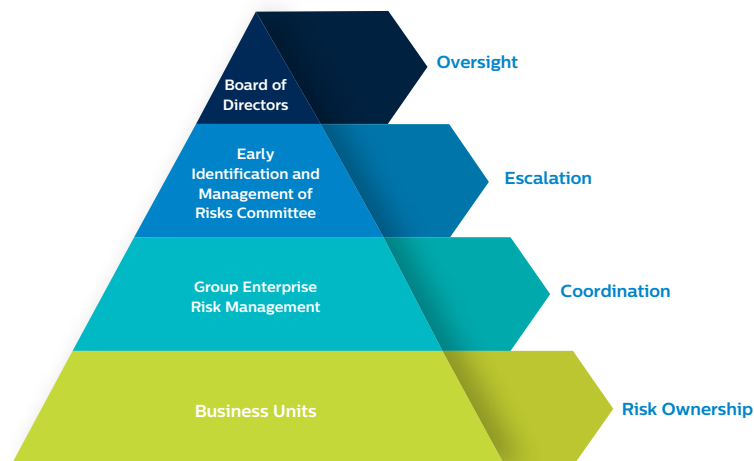 Board of
Directors
Oversight
Early
Identification and
Management of
Risks Committee
Escalation
Group Enterprise
Risk Management
Coordination
Business Units
Risk Ownership